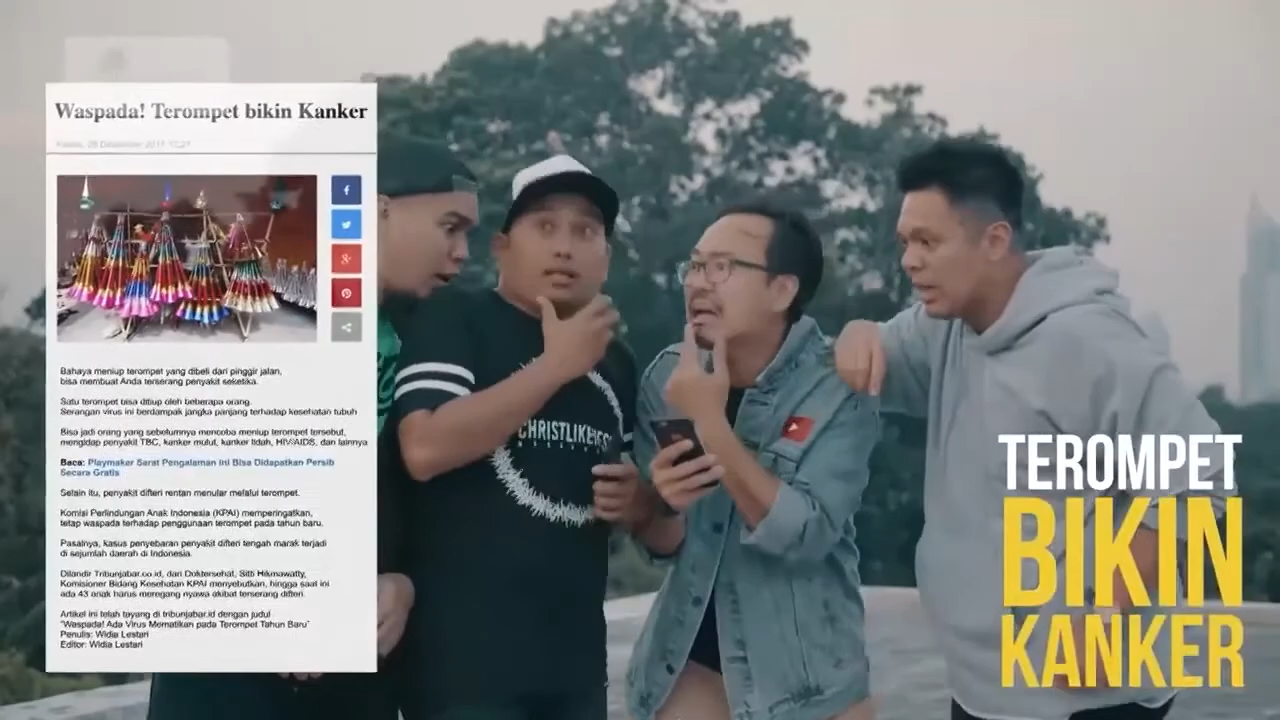 Waspada! Terompet bikin Kanker
Bahaya meniup terompet yang dibeli dari pinggir jalan,
bisa membuat Anda terserang penyakit seketika.
Satu terompet bisa ditiup oleh beberapa orang.
Serangan virus ini berdampak jangka panjang terhadap kesehatan tubuh
Bisa jadi orang yang sebelumnya mencoba meniup terompet tersebut,
mengidap penyakit TBC, kanker mulut, kanker lidah, HIV/AIDS, dan lainnya
Baca: Playmaker Sarat Pengalaman Ini Bisa Didapatkan Persib
Secara Gratis
Selain itu, penyakit difteri rentan menular melalui terompet.
Komisi Perlindungan Anak Indonesia (KPAI) memperingatkan,
tetap waspada terhadap penggunaan terompet pada tahun baru.
Pasalnya, kasus penyebaran penyakit difteri tengah marak terjadi
di sejumlah daerah di Indonesia.
Dilandir Tribunjabar.co.id, dari Doktersehat, Sitti Hikmawatty,
Komisioner Bidang Kesehatan KPAI menyebutkan, hingga saat ini
ada 43 anak harus meregang nyawa akibat terserang difteri.
Artikel ini telah tayang di tribunjabar.id dengan judul
"Waspada! Ada Virus Mematikan pada Terompet Tahun Baru"
Penulis: Widia Lestari
Editor: Widia Lestari
TEROMPET
BIKIN
KANKER